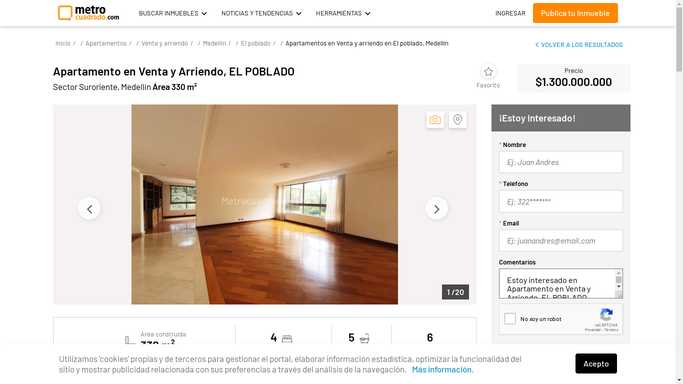 metro
cuadrado.com
BUSCAR INMUEBLES
NOTICIAS Y TENDENCIAS
HERRAMIENTAS
INGRESAR
Publica tu Inmueble
Inicio / / Apartamentos / / Venta y arriendo / / Medellín / / El poblado / Apartamentos en Venta y arriendo en El poblado, Medellín
VOLVER A LOS RESULTADOS
Apartamento en Venta y Arriendo, EL POBLADO
Sector Suroriente, Medellín Área 330 m²
Favorito
Precio
$1.300.000.000
¡Estoy Interesado!
* Nombre
Ej: Juan Andres
* Teléfono
Ej: 322*******
* Email
Ej: juanandres@email.com
Comentarios
Estoy interesado en
Apartamento en Venta y
Arriendo, EL POBLADO
No soy un robot
reCAPTCHA
Privacidad - Términos
1 / 20
Área construida
330 m²
4
5
6
Utilizamos 'cookies' propias y de terceros para gestionar el portal, elaborar información estadística, optimizar la funcionalidad del
sitio y mostrar publicidad relacionada con sus preferencias a través del análisis de la navegación. Más información.
Acepto